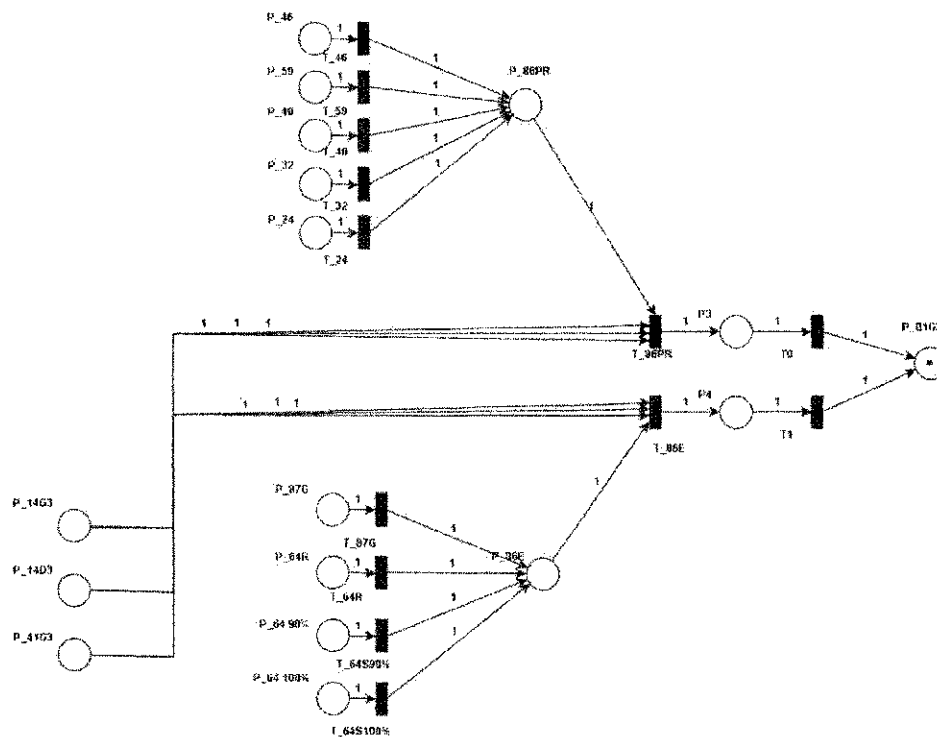 P_46
1
T_46
P_59
1
T_59
P_40
1
T_40
P_32
1
T_32
P_24
1
T_24
1
1
1
1
1
P_86PR
1
1 1 1
T_86PR
1
P3
1
T0
1
1 1 1
T_86E
1
P4
1
T1
1
P_14G3
P_14D3
P_41G3
P_87G
1
T_87G
P_64R
1
T_64R
P_64 90%
1
T_64S90%
P_64 100%
1
T_64S100%
1
1
1
1
P_86E
1